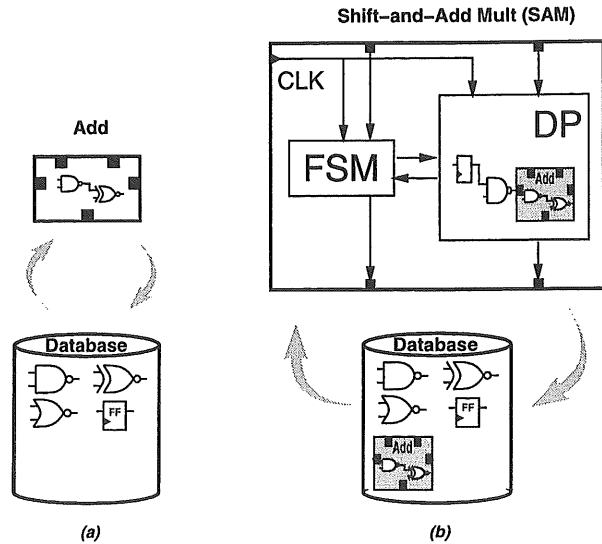 Shift–and–Add Mult (SAM)
CLK
Add
DP
FSM
Add
Database
FF
Database
FF
Add
(a)
(b)